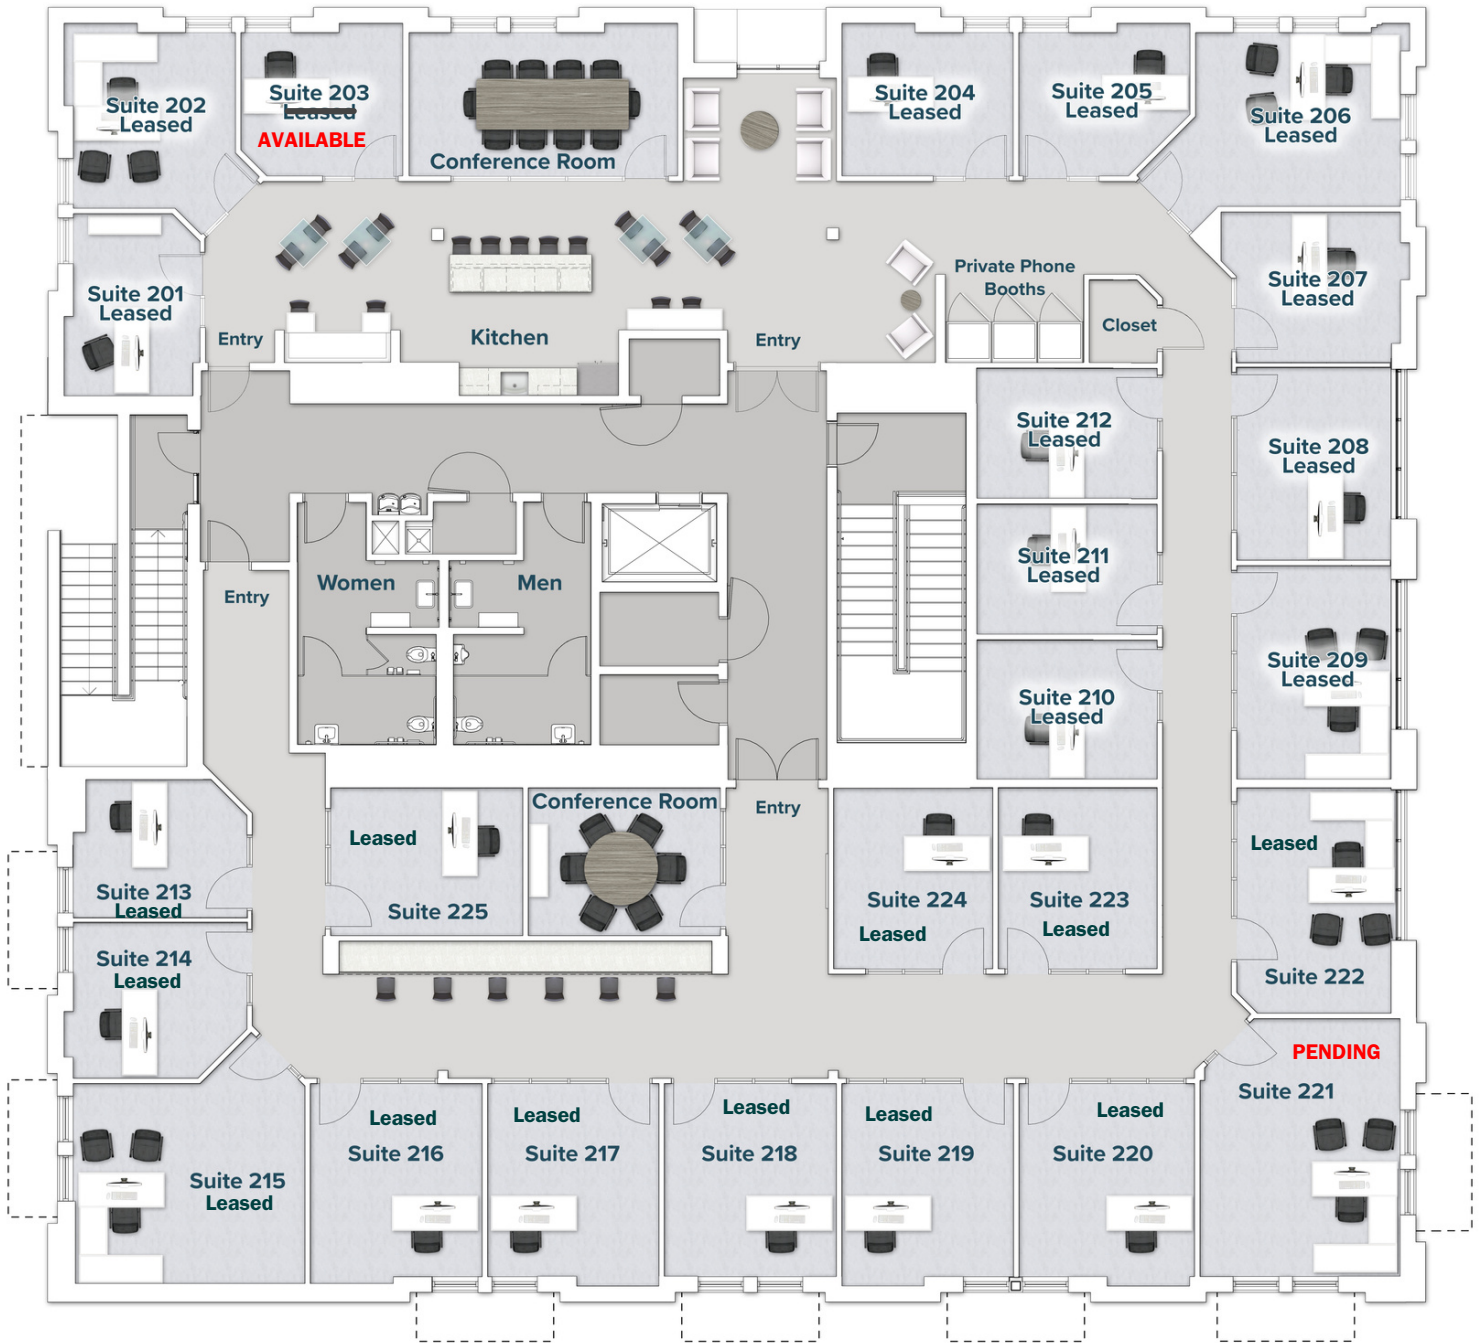 Suite 202
Leased
Suite 203
Leased
AVAILABLE
Conference Room
Suite 204
Leased
Suite 205
Leased
Suite 206
Leased
Suite 201
Leased
Entry
Kitchen
Entry
Private Phone
Booths
Closet
Suite 207
Leased
Suite 212
Leased
Suite 208
Leased
Suite 211
Leased
Women
Men
Entry
Suite 210
Leased
Suite 209
Leased
Suite 213
Leased
Leased
Suite 225
Conference Room
Entry
Suite 224
Leased
Suite 223
Leased
Leased
Suite 222
Suite 214
Leased
Suite 215
Leased
Leased
Suite 216
Leased
Suite 217
Leased
Suite 218
Leased
Suite 219
Leased
Suite 220
PENDING
Suite 221